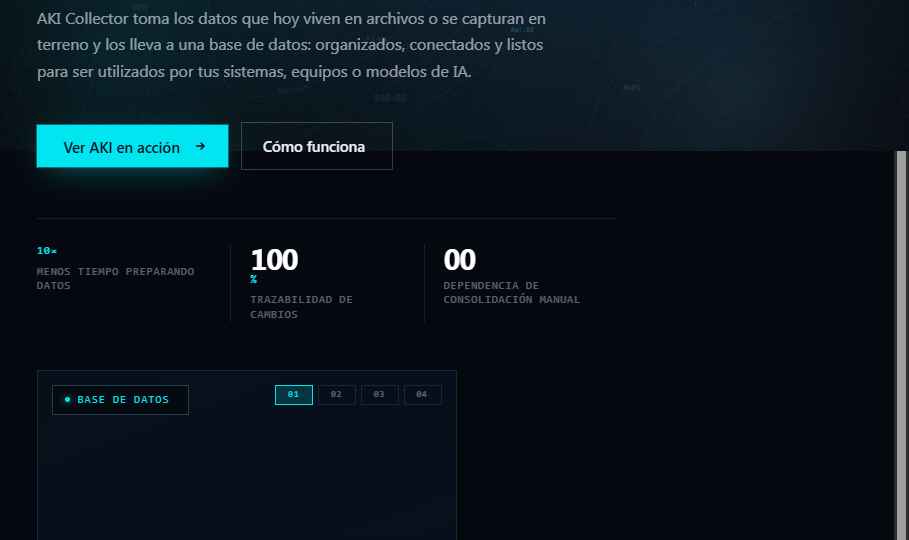 AKI Collector toma los datos que hoy viven en archivos o se capturan en
terreno y los lleva a una base de datos: organizados, conectados y listos
para ser utilizados por tus sistemas, equipos o modelos de IA.
Ver AKI en acción →
Cómo funciona
10×
MENOS TIEMPO PREPARANDO
DATOS
100
%
TRAZABILIDAD DE
CAMBIOS
00
DEPENDENCIA DE
CONSOLIDACIÓN MANUAL
BASE DE DATOS
01 02 03 04